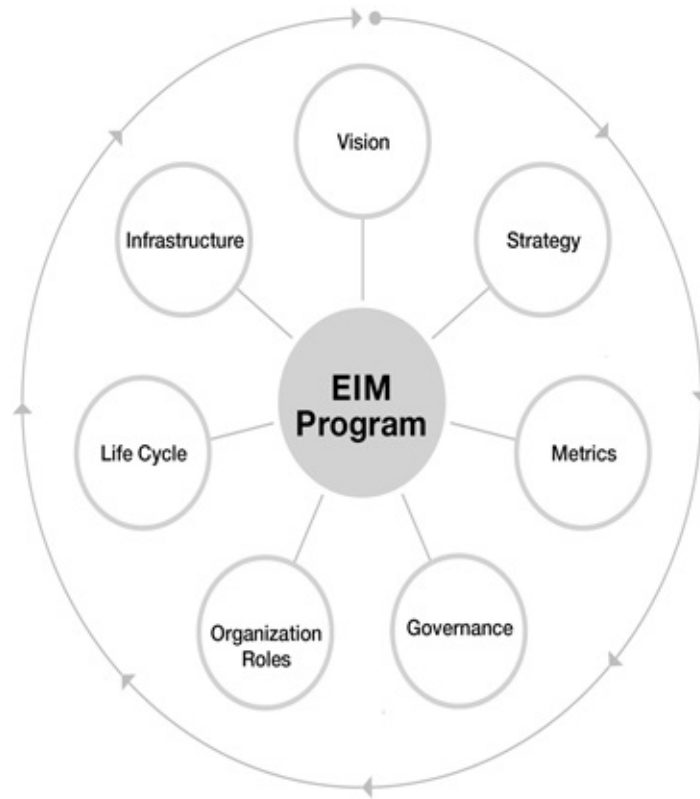 Vision
Strategy
Metrics
Governance
Organization
Roles
Life Cycle
Infrastructure
EIM
Program